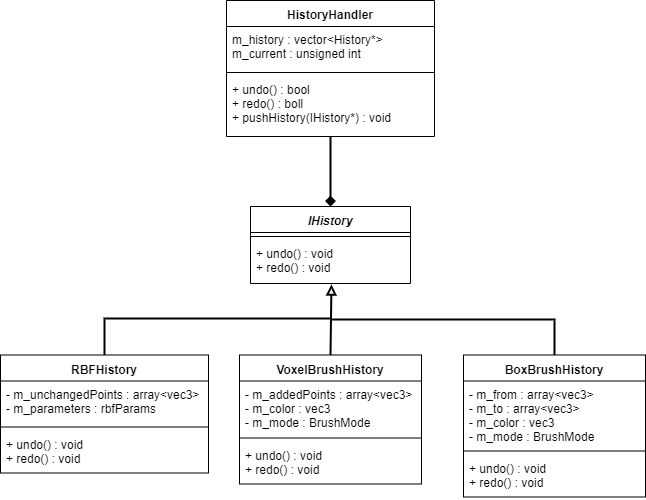 HistoryHandler
m_history : vector<History*>
m_current : unsigned int
+ undo() : bool
+ redo() : boll
+ pushHistory(IHistory*) : void
IHistory
+ undo() : void
+ redo() : void
RBFHistory
- m_unchangedPoints : array<vec3>
- m_parameters : rbfParams
+ undo() : void
+ redo() : void
VoxelBrushHistory
- m_addedPoints : array<vec3>
- m_color : vec3
- m_mode : BrushMode
+ undo() : void
+ redo() : void
BoxBrushHistory
- m_from : array<vec3>
- m_to : array<vec3>
- m_color : vec3
- m_mode : BrushMode
+ undo() : void
+ redo() : void